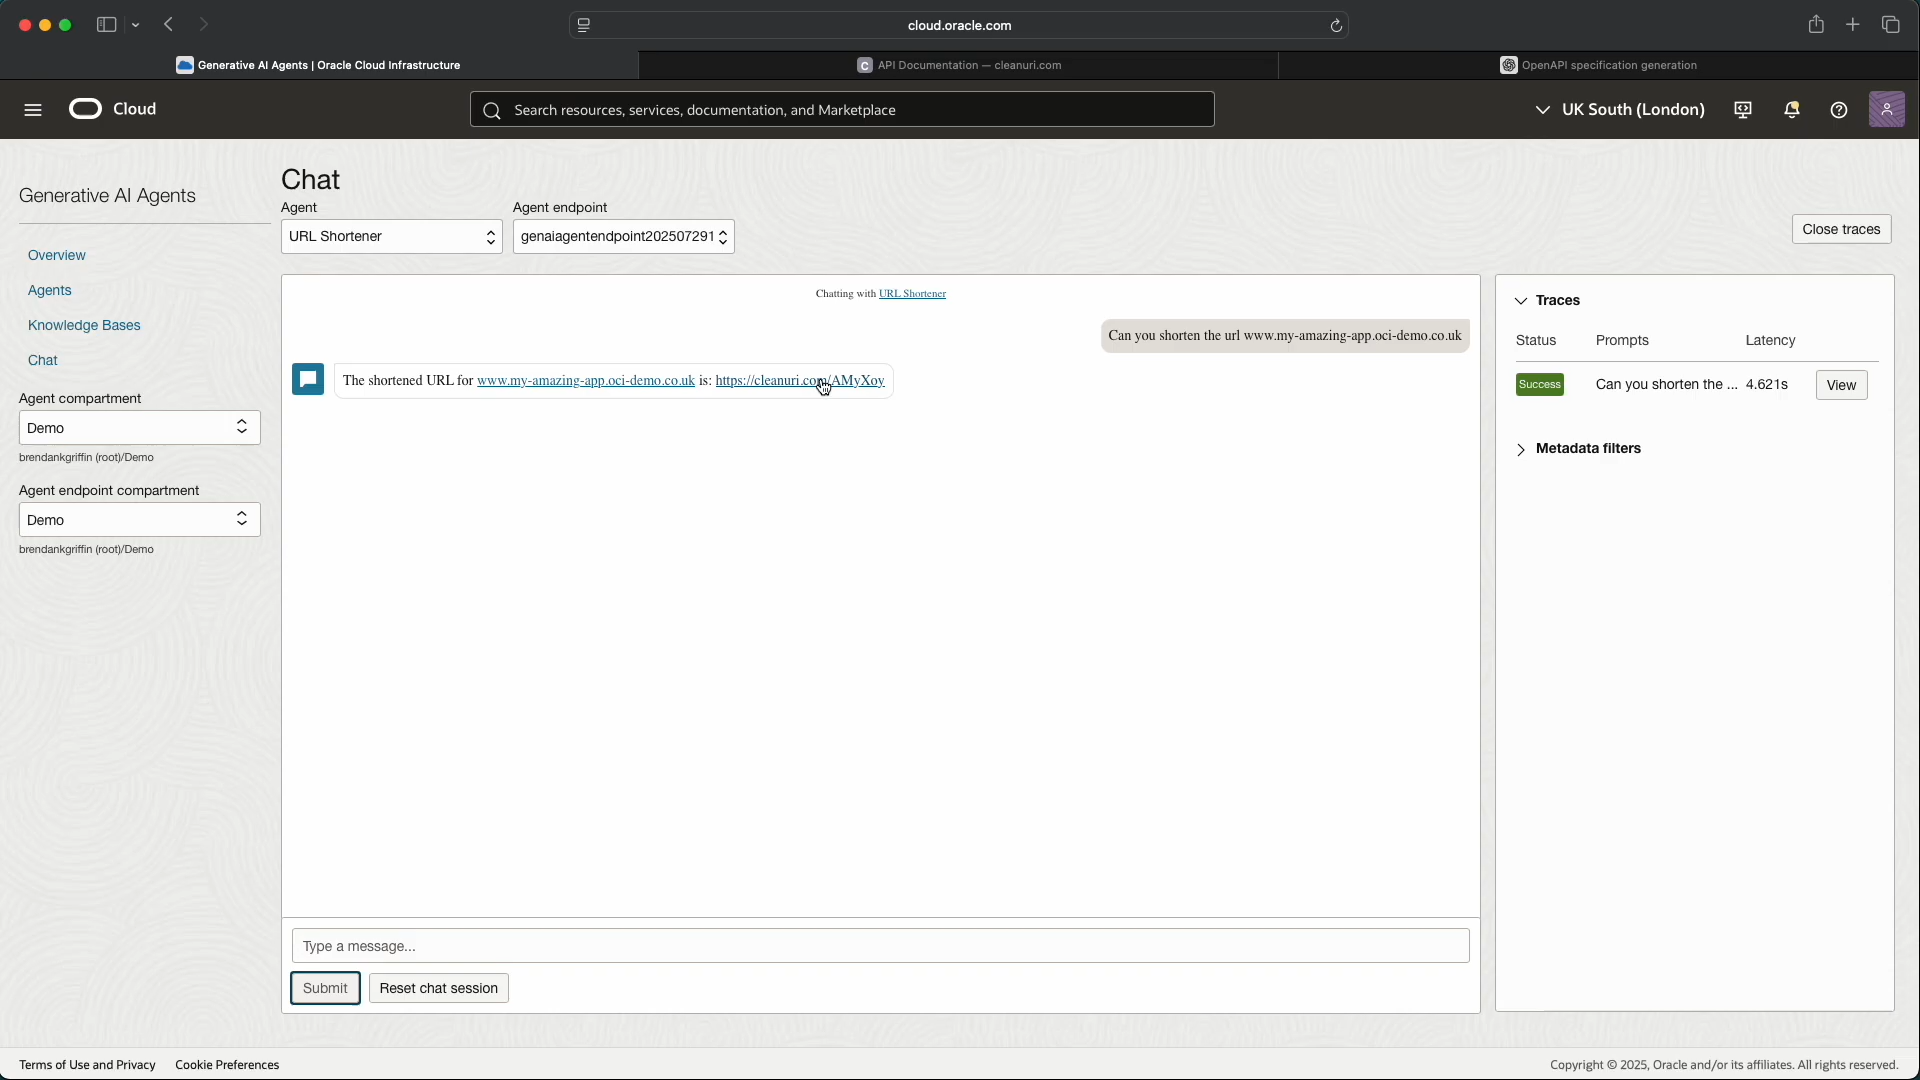 cloud.oracle.com
Generative AI Agents | Oracle Cloud Infrastructure
API Documentation — cleanuri.com
OpenAPI specification generation
Cloud
Search resources, services, documentation, and Marketplace
UK South (London)
Generative AI Agents
Overview
Agents
Knowledge Bases
Chat
Agent compartment
Demo
brendankgriffin (root)/Demo
Agent endpoint compartment
Demo
brendankgriffin (root)/Demo
Chat
Agent
Agent endpoint
URL Shortener
genaiagentendpoint202507291
Close traces
Chatting with URL Shortener
Can you shorten the url www.my-amazing-app.oci-demo.co.uk
The shortened URL for www.my-amazing-app.oci-demo.co.uk is: https://cleanuri.com/AMyXoy
Type a message...
Submit
Reset chat session
Traces
Status Prompts Latency
Success Can you shorten the ... 4.621s View
Metadata filters
Terms of Use and Privacy
Cookie Preferences
Copyright © 2025, Oracle and/or its affiliates. All rights reserved.